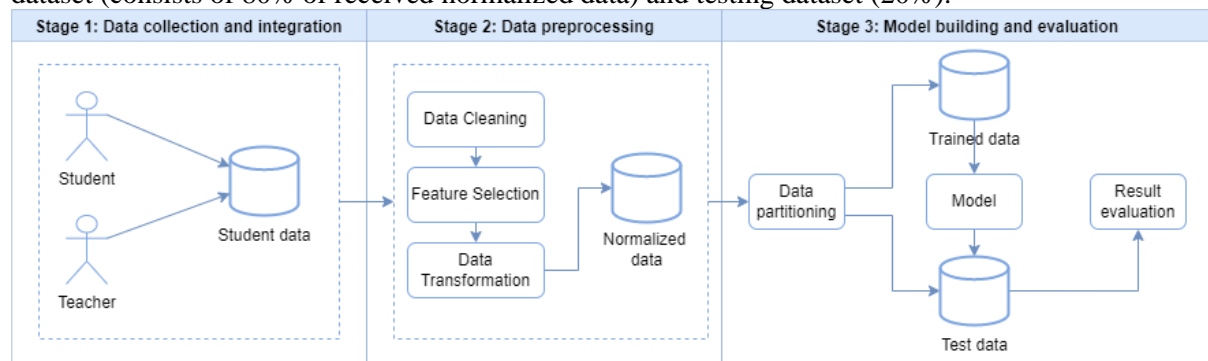 dataset (consists of 80% of received normalized data) and testing dataset (20%).
Stage 1: Data collection and integration
Stage 2: Data preprocessing
Stage 3: Model building and evaluation
Student
Teacher
Student data
Data Cleaning
Feature Selection
Data
Transformation
Normalized
data
Data
partitioning
Trained data
Model
Test data
Result
evaluation